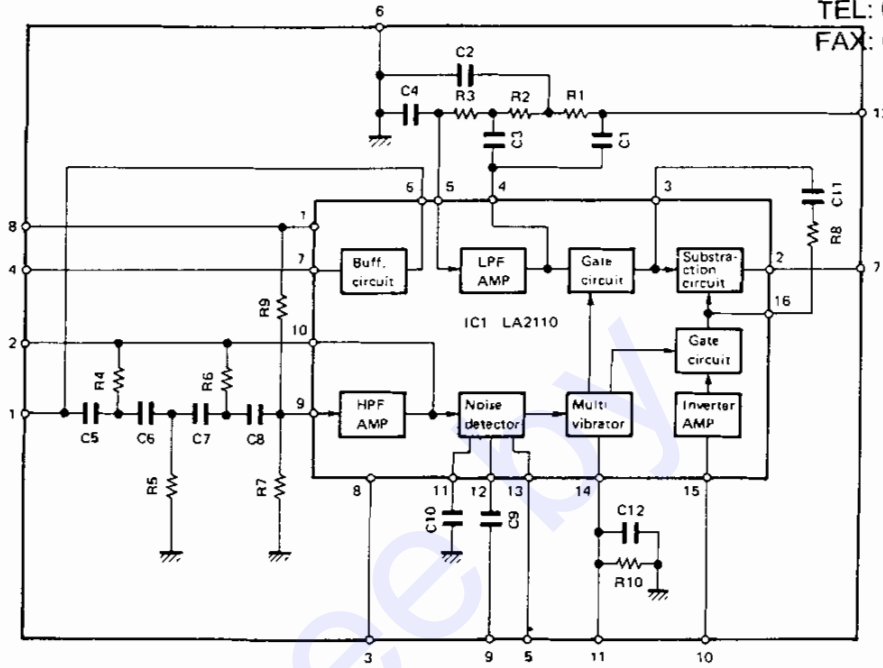 TEL: 
FAX: 
6
C2
C4
R3
R2
R1
C3
C1
6
5
4
3
C11
R8
8
1
4
7
Buff.
circuit
LPF
AMP
Gate
circuit
Substra-
ction
circuit
2
7
16
R9
IC1 LA2110
Gate
circuit
2
10
R4
R6
1
C5
C6
C7
C8
9
HPF
AMP
Noise
detector
Multi
vibrator
Inverter
AMP
R5
R7
8
11
12
13
14
15
C10
C9
C12
R10
3
9
5
11
10
ee by